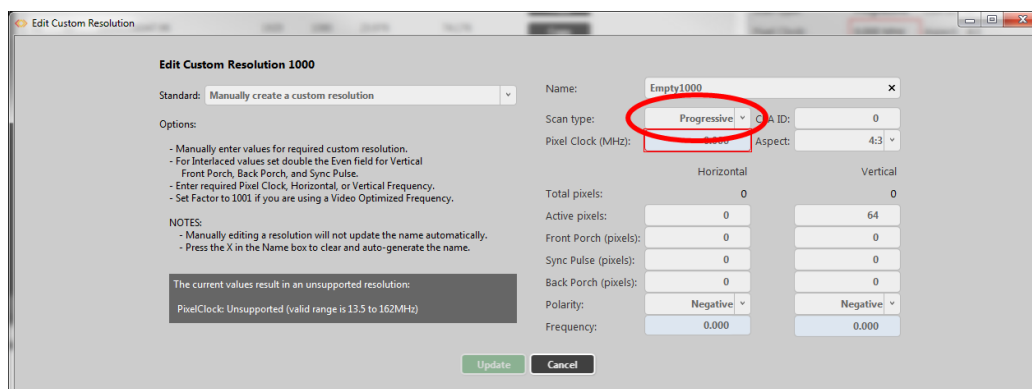 Edit Custom Resolution
Edit Custom Resolution 1000
Standard: Manually create a custom resolution
Options:
- Manually enter values for required custom resolution.
- For Interlaced values set double the Even field for Vertical
Front Porch, Back Porch, and Sync Pulse.
- Enter required Pixel Clock, Horizontal, or Vertical Frequency.
- Set Factor to 1001 if you are using a Video Optimized Frequency.
NOTES:
- Manually editing a resolution will not update the name automatically.
- Press the X in the Name box to clear and auto-generate the name.
The current values result in an unsupported resolution:
PixelClock: Unsupported (valid range is 13.5 to 162MHz)
Name: Empty1000
Scan type: Progressive ID: 0
Pixel Clock (MHz): 0.000 Aspect: 4:3
Horizontal Vertical
Total pixels: 0 0
Active pixels: 0 64
Front Porch (pixels): 0 0
Sync Pulse (pixels): 0 0
Back Porch (pixels): 0 0
Polarity: Negative Negative
Frequency: 0.000 0.000
Update Cancel